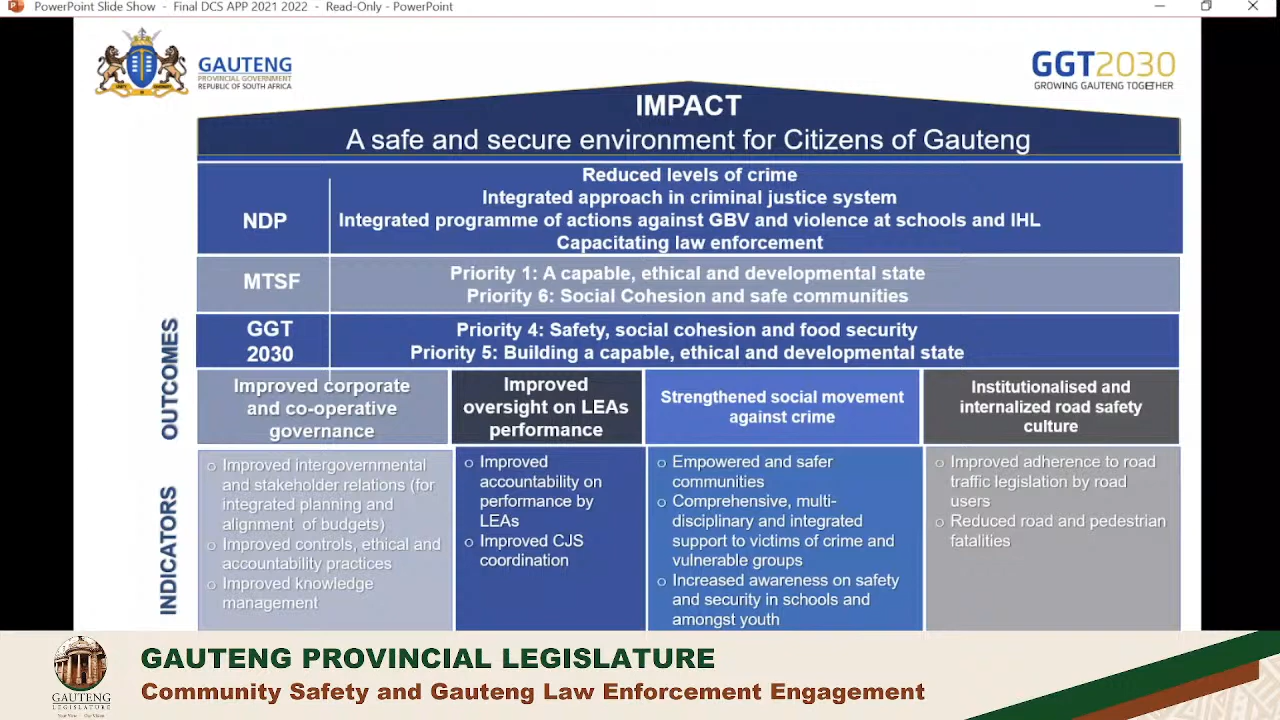 PowerPoint Slide Show - Final DCS APP 2021 2022 - Read-Only - PowerPoint
GAUTENG
PROVINCIAL GOVERNMENT
REPUBLIC OF SOUTH AFRICA
GGT2030
GROWING GAUTENG TOGETHER
IMPACT
A safe and secure environment for Citizens of Gauteng
NDP
Reduced levels of crime
Integrated approach in criminal justice system
Integrated programme of actions against GBV and violence at schools and IHL
Capacitating law enforcement
MTSF
Priority 1: A capable, ethical and developmental state
Priority 6: Social Cohesion and safe communities
OUTCOMES
GGT
2030
Priority 4: Safety, social cohesion and food security
Priority 5: Building a capable, ethical and developmental state
Improved corporate
and co-operative
governance
Improved
oversight on LEAs
performance
Strengthened social movement
against crime
Institutionalised and
internalized road safety
culture
INDICATORS
o Improved intergovernmental
and stakeholder relations (for
integrated planning and
alignment of budgets)
o Improved controls, ethical and
accountability practices
o Improved knowledge
management
o Improved
accountability on
performance by
LEAs
o Improved CJS
coordination
o Empowered and safer
communities
o Comprehensive, multi-
disciplinary and integrated
support to victims of crime and
vulnerable groups
o Increased awareness on safety
and security in schools and
amongst youth
o Improved adherence to road
traffic legislation by road
users
o Reduced road and pedestrian
fatalities
GAUTENG
LEGISLATURE
GAUTENG PROVINCIAL LEGISLATURE
Community Safety and Gauteng Law Enforcement Engagement